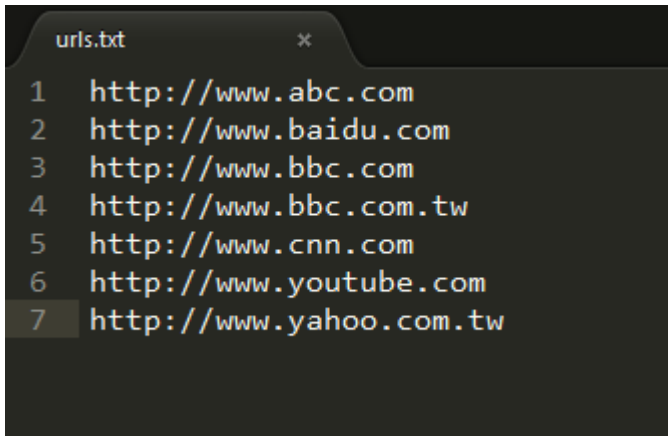 urls.txt ×
1 http://www.abc.com
2 http://www.baidu.com
3 http://www.bbc.com
4 http://www.bbc.com.tw
5 http://www.cnn.com
6 http://www.youtube.com
7 http://www.yahoo.com.tw